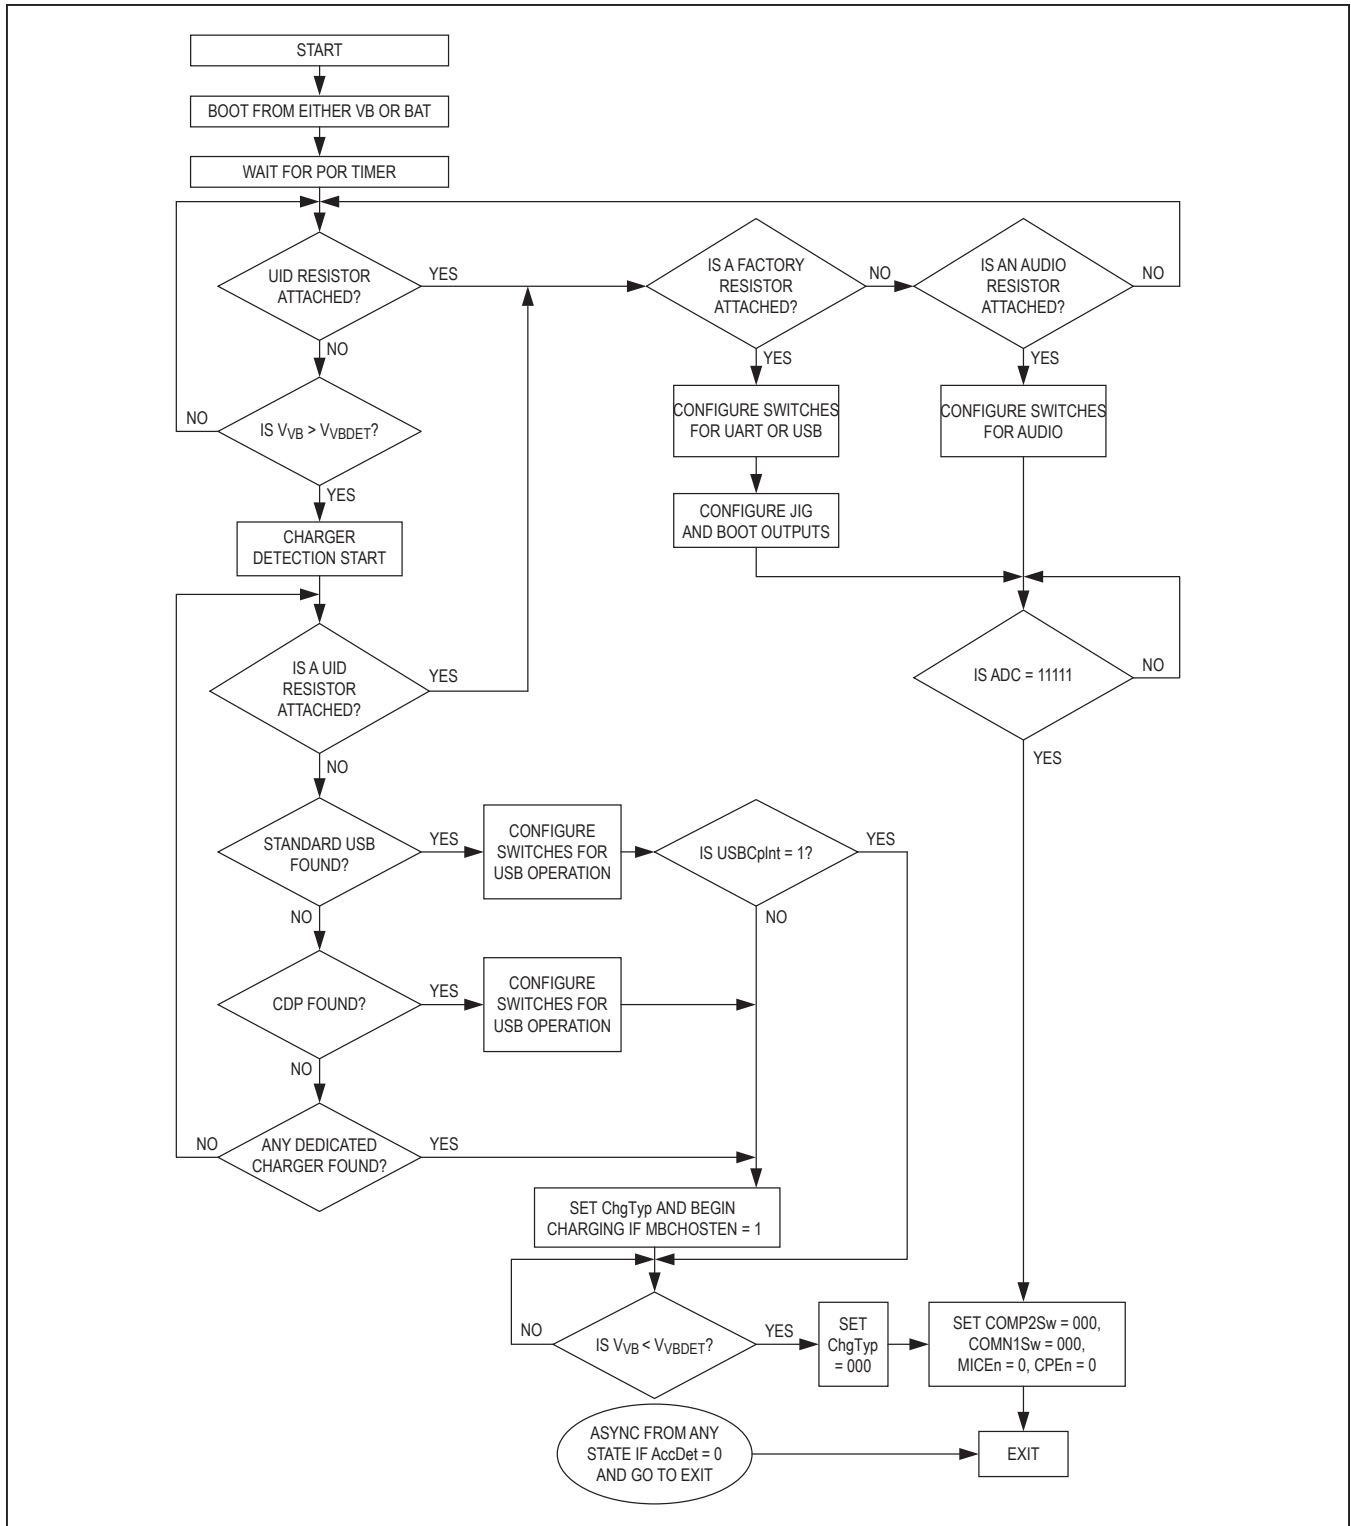 START
BOOT FROM EITHER VB OR BAT
WAIT FOR POR TIMER
UID RESISTOR
ATTACHED?
YES
NO
IS A FACTORY
RESISTOR
ATTACHED?
NO
YES
IS AN AUDIO
RESISTOR
ATTACHED?
NO
YES
IS VVB > VVBDET?
NO
YES
CONFIGURE SWITCHES
FOR UART OR USB
CONFIGURE SWITCHES
FOR AUDIO
CONFIGURE JIG
AND BOOT OUTPUTS
CHARGER
DETECTION START
IS A UID
RESISTOR
ATTACHED?
YES
NO
IS ADC = 11111
NO
YES
STANDARD USB
FOUND?
YES
NO
CONFIGURE
SWITCHES FOR
USB OPERATION
IS USBCpInt = 1?
YES
NO
CDP FOUND?
YES
NO
CONFIGURE
SWITCHES FOR
USB OPERATION
ANY DEDICATED
CHARGER FOUND?
NO
YES
SET ChgTyp AND BEGIN
CHARGING IF MBCHOSTEN = 1
IS VVB < VVBDET?
NO
YES
SET
ChgTyp
= 000
SET COMP2Sw = 000,
COMN1Sw = 000,
MICEn = 0, CPEn = 0
ASYNC FROM ANY
STATE IF AccDet = 0
AND GO TO EXIT
EXIT